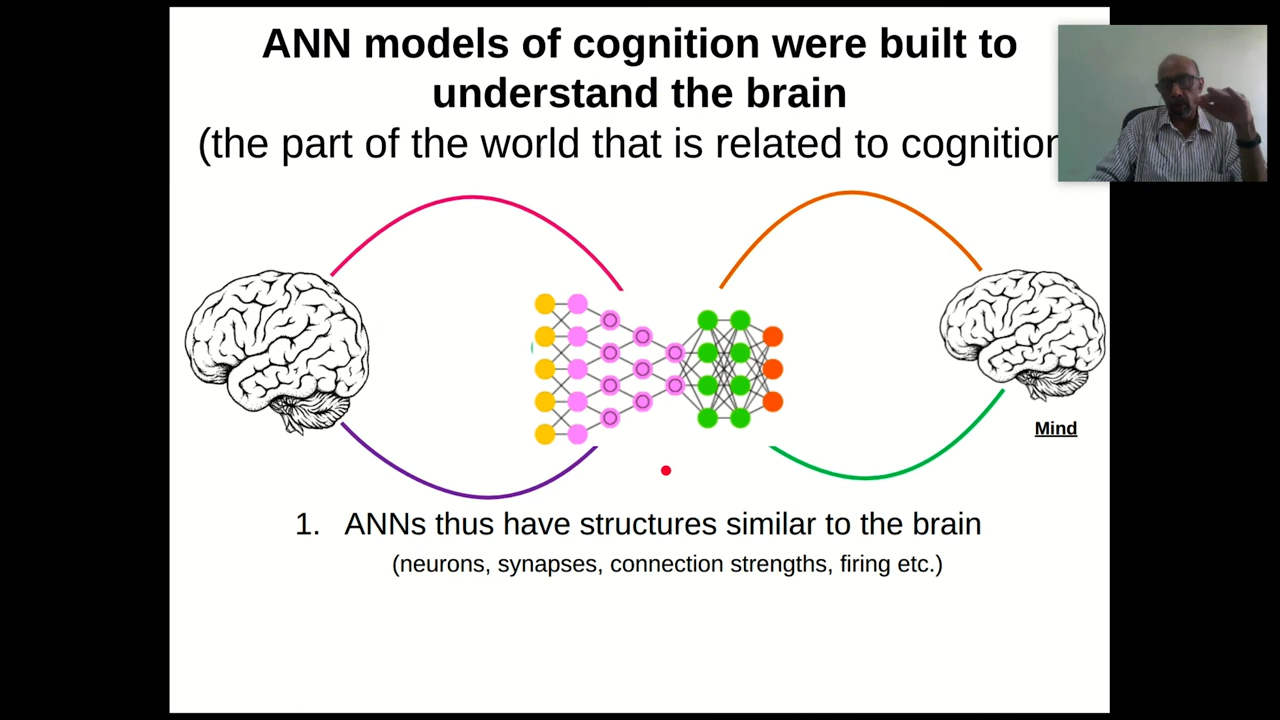 ANN models of cognition were built to
understand the brain
(the part of the world that is related to cognition
Mind
1. ANNs thus have structures similar to the brain
(neurons, synapses, connection strengths, firing etc.)